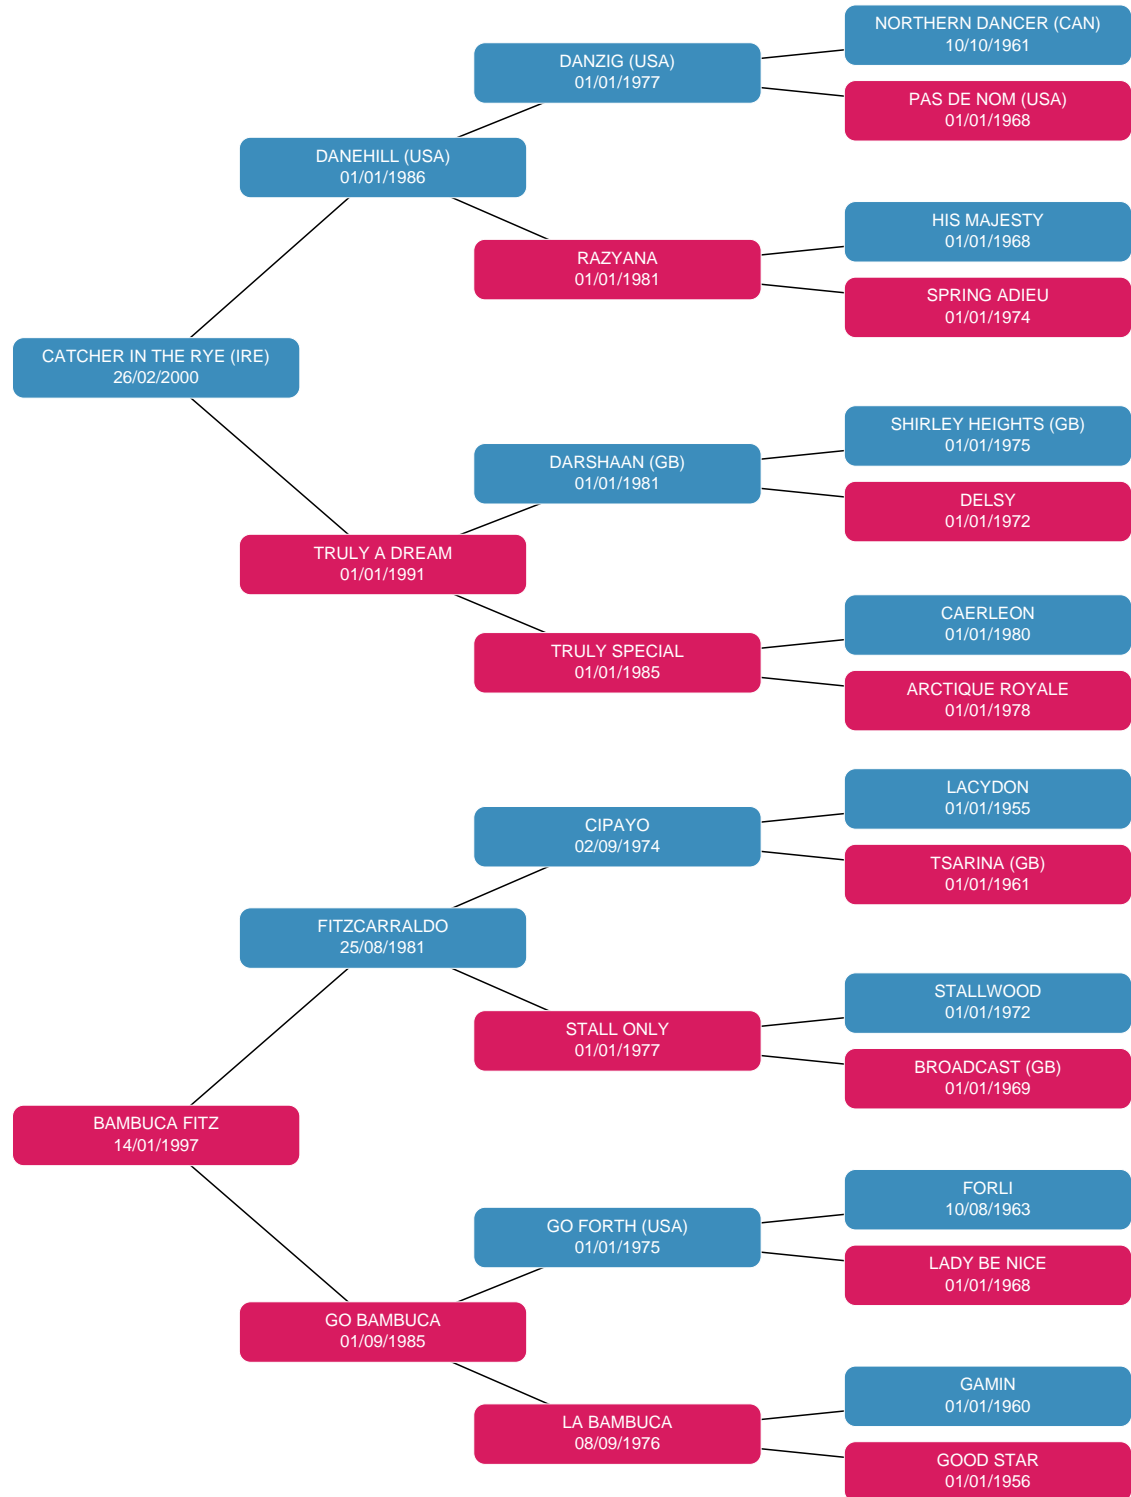 NORTHERN DANCER (CAN)
10/10/1961
DANZIG (USA)
01/01/1977
PAS DE NOM (USA)
01/01/1968
DANEHILL (USA)
01/01/1986
HIS MAJESTY
01/01/1968
RAZYANA
01/01/1981
SPRING ADIEU
01/01/1974
CATCHER IN THE RYE (IRE)
26/02/2000
SHIRLEY HEIGHTS (GB)
01/01/1975
DARSHAAN (GB)
01/01/1981
DELSY
01/01/1972
TRULY A DREAM
01/01/1991
CAERLEON
01/01/1980
TRULY SPECIAL
01/01/1985
ARCTIQUE ROYALE
01/01/1978
LACYDON
01/01/1955
CIPAYO
02/09/1974
TSARINA (GB)
01/01/1961
FITZCARRALDO
25/08/1981
STALLWOOD
01/01/1972
STALL ONLY
01/01/1977
BROADCAST (GB)
01/01/1969
BAMBUCA FITZ
14/01/1997
FORLI
10/08/1963
GO FORTH (USA)
01/01/1975
LADY BE NICE
01/01/1968
GO BAMBUCA
01/09/1985
GAMIN
01/01/1960
LA BAMBUCA
08/09/1976
GOOD STAR
01/01/1956